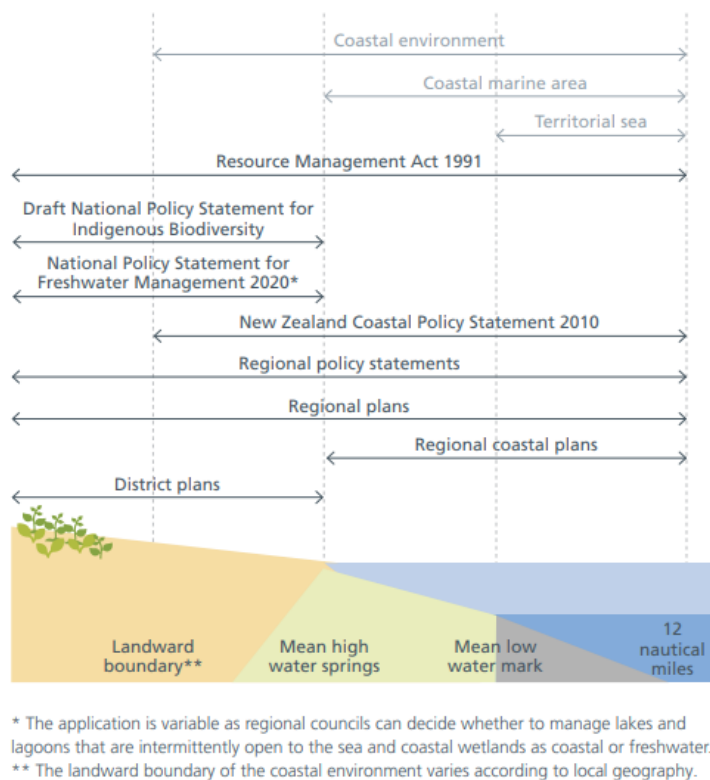 Coastal environment
Coastal marine area
Territorial sea
Resource Management Act 1991
Draft National Policy Statement for
Indigenous Biodiversity
National Policy Statement for
Freshwater Management 2020*
New Zealand Coastal Policy Statement 2010
Regional policy statements
Regional plans
Regional coastal plans
District plans
Landward
boundary**
Mean high
water springs
Mean low
water mark
12
nautical
miles
* The application is variable as regional councils can decide whether to manage lakes and
lagoons that are intermittently open to the sea and coastal wetlands as coastal or freshwater.
** The landward boundary of the coastal environment varies according to local geography.